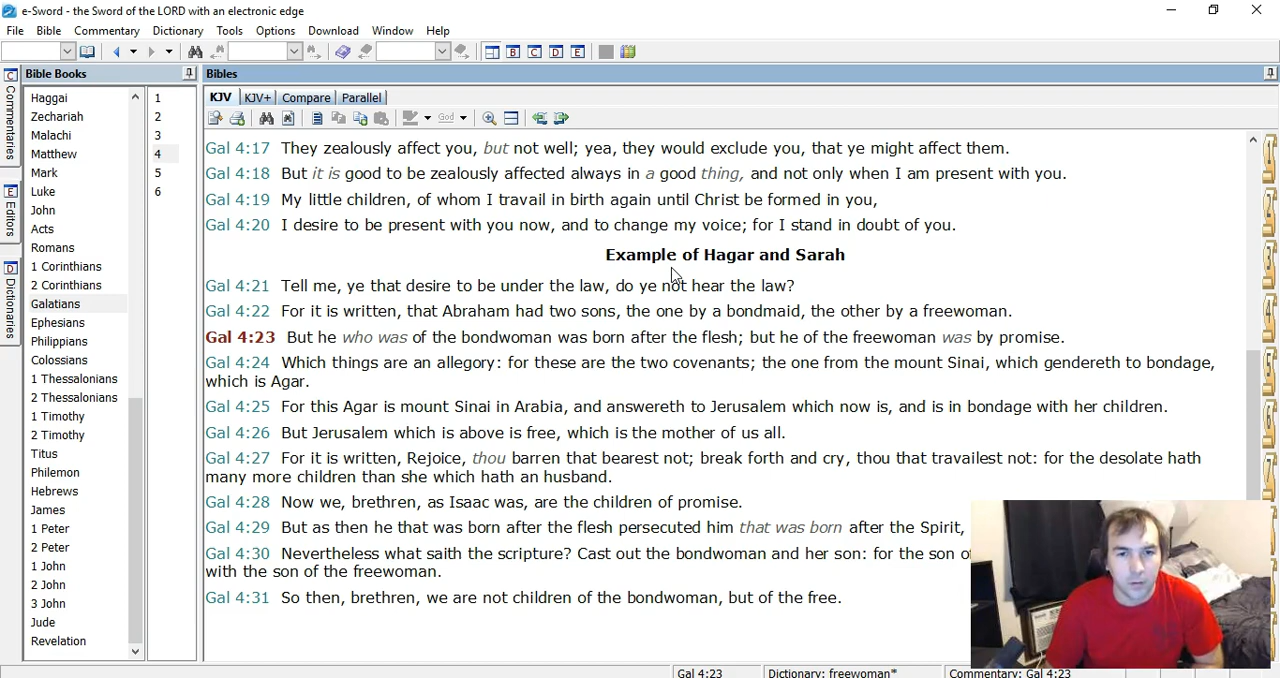 e-Sword - the Sword of the LORD with an electronic edge
File Bible Commentary Dictionary Tools Options Download Window Help
B C D E
Bible Books
Bibles
C Commentaries
E Editors
D Dictionaries
Haggai
Zechariah
Malachi
Matthew
Mark
Luke
John
Acts
Romans
1 Corinthians
2 Corinthians
Galatians
Ephesians
Philippians
Colossians
1 Thessalonians
2 Thessalonians
1 Timothy
2 Timothy
Titus
Philemon
Hebrews
James
1 Peter
2 Peter
1 John
2 John
3 John
Jude
Revelation
1
2
3
4
5
6
KJV KJV+ Compare Parallel
God
Gal 4:17 They zealously affect you, but not well; yea, they would exclude you, that ye might affect them.
Gal 4:18 But it is good to be zealously affected always in a good thing, and not only when I am present with you.
Gal 4:19 My little children, of whom I travail in birth again until Christ be formed in you,
Gal 4:20 I desire to be present with you now, and to change my voice; for I stand in doubt of you.
Example of Hagar and Sarah
Gal 4:21 Tell me, ye that desire to be under the law, do ye not hear the law?
Gal 4:22 For it is written, that Abraham had two sons, the one by a bondmaid, the other by a freewoman.
Gal 4:23 But he who was of the bondwoman was born after the flesh; but he of the freewoman was by promise.
Gal 4:24 Which things are an allegory: for these are the two covenants; the one from the mount Sinai, which gendereth to bondage,
which is Agar.
Gal 4:25 For this Agar is mount Sinai in Arabia, and answereth to Jerusalem which now is, and is in bondage with her children.
Gal 4:26 But Jerusalem which is above is free, which is the mother of us all.
Gal 4:27 For it is written, Rejoice, thou barren that bearest not; break forth and cry, thou that travailest not: for the desolate hath
many more children than she which hath an husband.
Gal 4:28 Now we, brethren, as Isaac was, are the children of promise.
Gal 4:29 But as then he that was born after the flesh persecuted him that was born after the Spirit,
Gal 4:30 Nevertheless what saith the scripture? Cast out the bondwoman and her son: for the son of
with the son of the freewoman.
Gal 4:31 So then, brethren, we are not children of the bondwoman, but of the free.
1
2
3
4
5
6
7
Gal 4:23 Dictionary: freewoman* Commentary: Gal 4:23